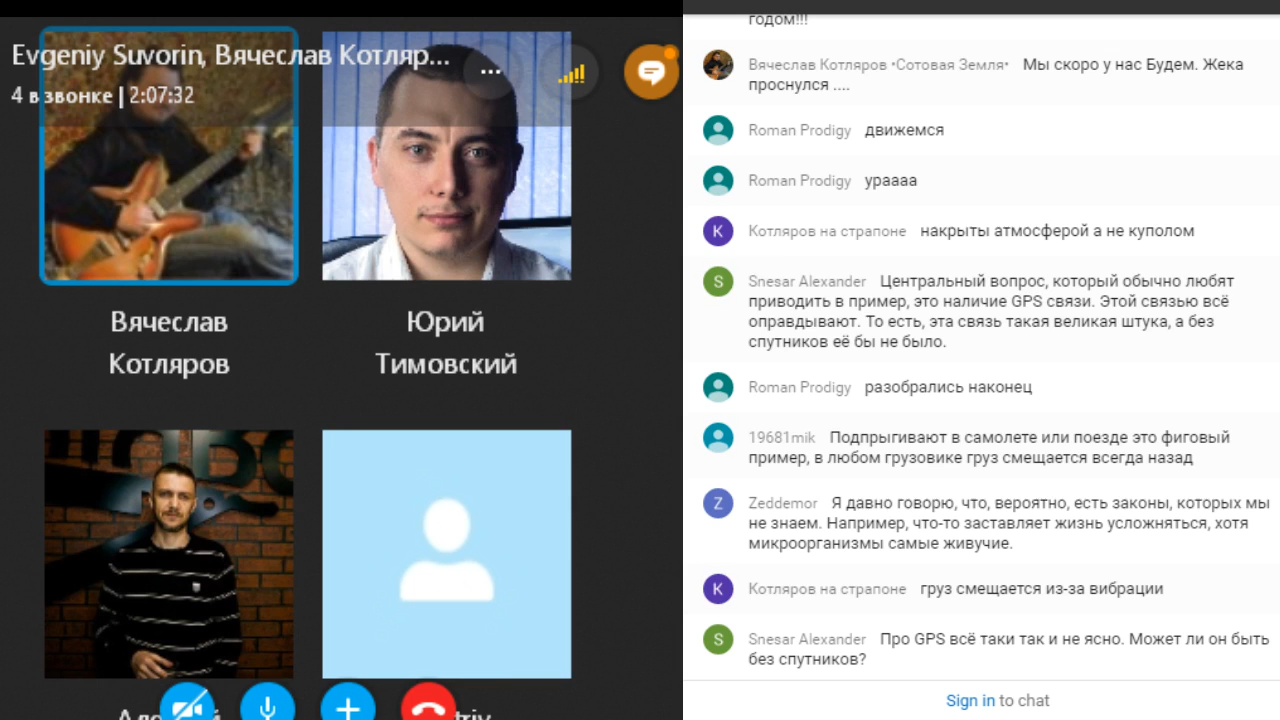 Evgeniy Suvorin, Вячеслав Котляр...
4 в звонке | 2:07:32
Вячеслав
Котляров
Юрий
Тимовский
годом!!!
Вячеслав Котляров •Сотовая Земля• Мы скоро у нас Будем. Жека
проснулся ....
Roman Prodigy движемся
Roman Prodigy ураааа
К Котляров на страпоне накрыты атмосферой а не куполом
S Snesar Alexander Центральный вопрос, который обычно любят
приводить в пример, это наличие GPS связи. Этой связью всё
оправдывают. То есть, эта связь такая великая штука, а без
спутников её бы не было.
Roman Prodigy разобрались наконец
19681mik Подпрыгивают в самолете или поезде это фиговый
пример, в любом грузовике груз смещается всегда назад
Z Zeddemor Я давно говорю, что, вероятно, есть законы, которых мы
не знаем. Например, что-то заставляет жизнь усложняться, хотя
микроорганизмы самые живучие.
К Котляров на страпоне груз смещается из-за вибрации
S Snesar Alexander Про GPS всё таки так и не ясно. Может ли он быть
без спутников?
Sign in to chat